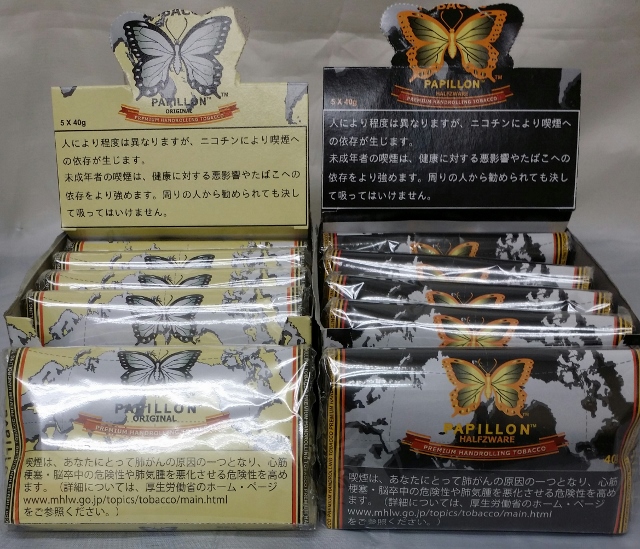 BACCO
PAPILLON™
ORIGINAL
PREMIUM HANDROLLING TOBACCO
5 X 40g
人により程度は異なりますが、ニコチンにより喫煙へ
の依存が生じます。
未成年者の喫煙は、健康に対する悪影響やたばこへの
依存をより強めます。周りの人から勧められても決し
て吸ってはいけません。
PAPILLON™
ORIGINAL
PREMIUM HANDROLLING TOBACCO
喫煙は、あなたにとって肺がんの原因の一つとなり、心筋
梗塞・脳卒中の危険性や肺気腫を悪化させる危険性を高め
ます。（詳細については、厚生労働省のホーム・ページ
www.mhlw.go.jp/topics/tobacco/main.html
をご参照ください。）
PAPILLON™
HALFZWARE
PREMIUM HANDROLLING TOBACCO
5 X 40g
人により程度は異なりますが、ニコチンにより喫煙へ
の依存が生じます。
未成年者の喫煙は、健康に対する悪影響やたばこへの
依存をより強めます。周りの人から勧められても決し
て吸ってはいけません。
PAPILLON™
HALFZWARE
PREMIUM HANDROLLING TOBACCO
40
喫煙は、あなたにとって肺がんの原因の一つとなり、心筋
梗塞・脳卒中の危険性や肺気腫を悪化させる危険性を高め
ます。（詳細については、厚生労働省のホーム・ページ
www.mhlw.go.jp/topics/tobacco/main.html
をご参照ください。）